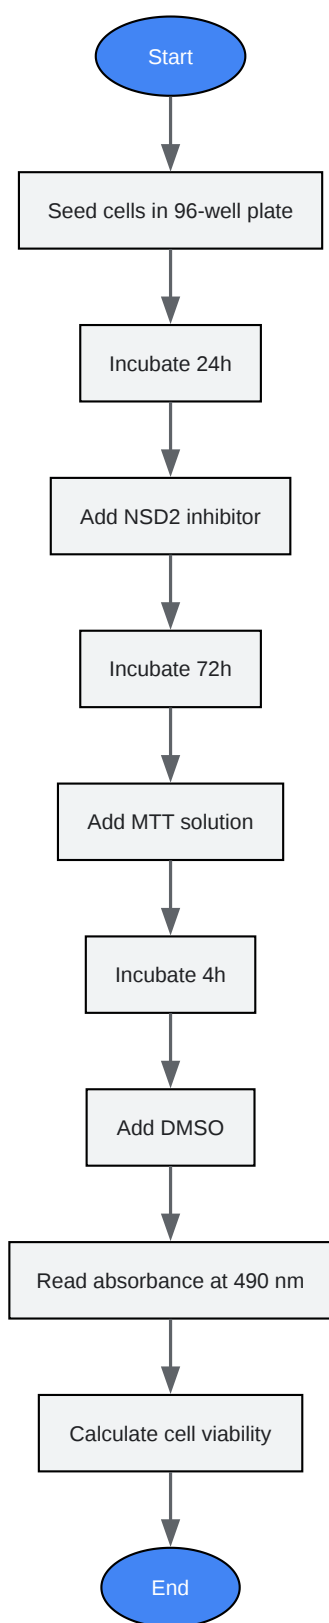 Start
Seed cells in 96-well plate
Incubate 24h
Add NSD2 inhibitor
Incubate 72h
Add MTT solution
Incubate 4h
Add DMSO
Read absorbance at 490 nm
Calculate cell viability
End